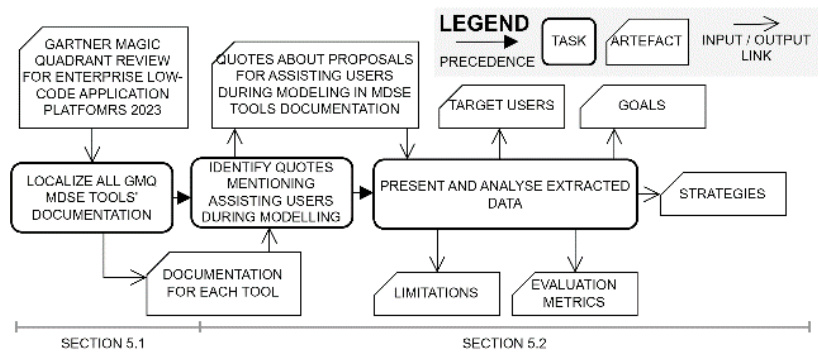 GARTNER MAGIC
QUADRANT REVIEW
FOR ENTERPRISE LOW-
CODE APPLICATION
PLATFOMRS 2023
QUOTES ABOUT PROPOSALS
FOR ASSISTING USERS
DURING MODELING IN MDSE
TOOLS DOCUMENTATION
LEGEND
PRECEDENCE
TASK
ARTEFACT
INPUT / OUTPUT
LINK
TARGET USERS
GOALS
LOCALIZE ALL GMQ
MDSE TOOLS'
DOCUMENTATION
IDENTIFY QUOTES
MENTIONING
ASSISTING USERS
DURING MODELLING
PRESENT AND ANALYSE EXTRACTED
DATA
STRATEGIES
DOCUMENTATION
FOR EACH TOOL
LIMITATIONS
EVALUATION
METRICS
SECTION 5.1
SECTION 5.2